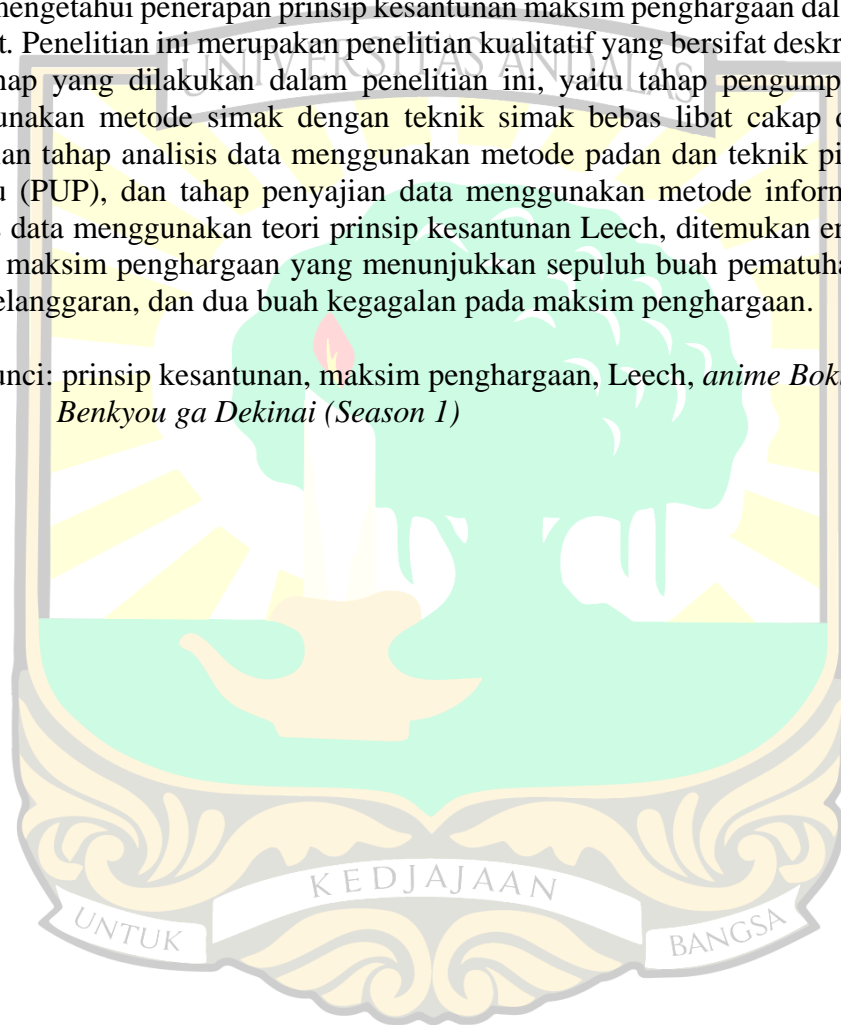 mengetahui penerapan prinsip kesantunan maksim penghargaan dal
t. Penelitian ini merupakan penelitian kualitatif yang bersifat deskr
UNIVERSITAS ANDALAS
ap yang dilakukan dalam penelitian ini, yaitu tahap pengump
unakan metode simak dengan teknik simak bebas libat cakap
an tahap analisis data menggunakan metode padan dan teknik pi
u (PUP), dan tahap penyajian data menggunakan metode inform
data menggunakan teori prinsip kesantunan Leech, ditemukan
maksim penghargaan yang menunjukkan sepuluh buah pematuha
elanggaran, dan dua buah kegagalan pada maksim penghargaan.
unci: prinsip kesantunan, maksim penghargaan, Leech, anime Bok
Benkyou ga Dekinai (Season 1)
KEDJAJAAN
UNTUK
BANGSA